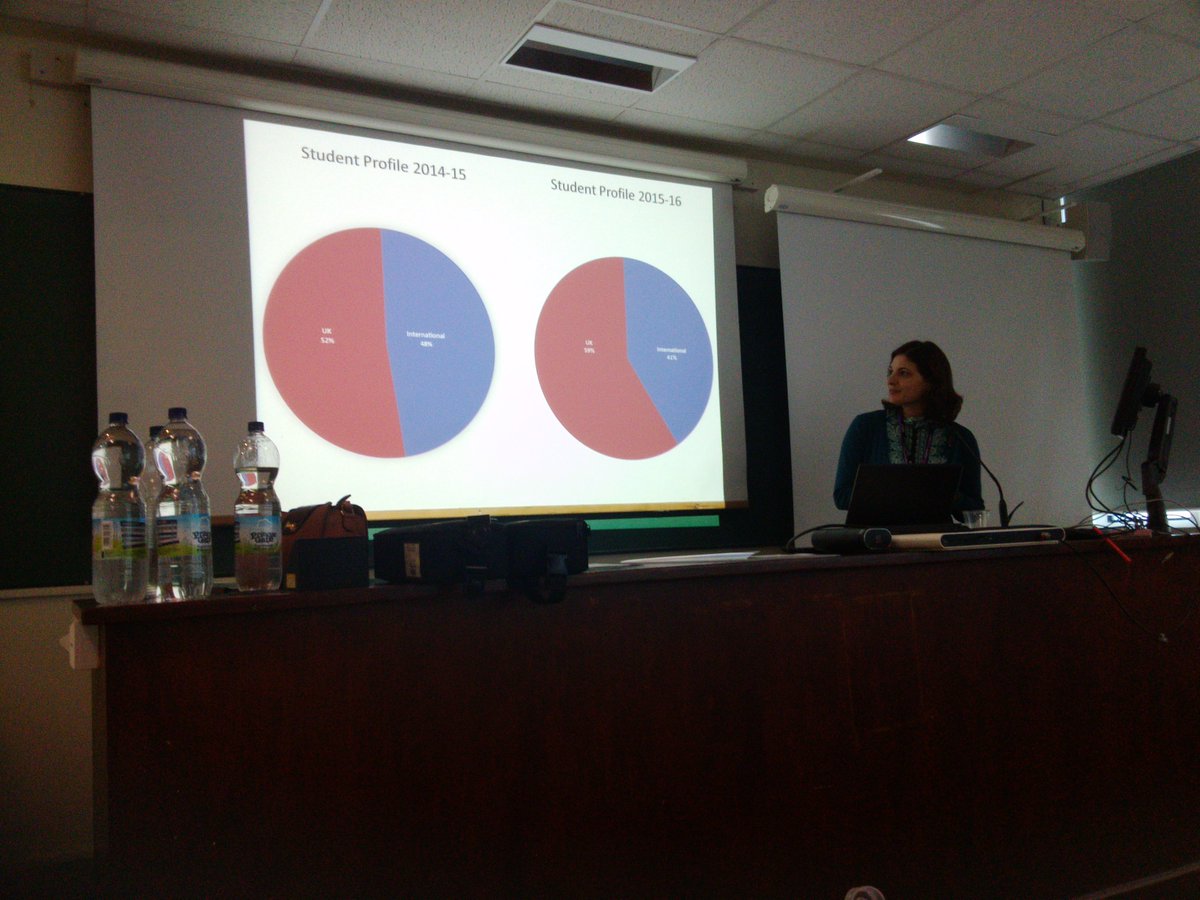 Student Profile 2014-15
UK
52%
International
48%
Student Profile 2015-16
UK
59%
International
41%